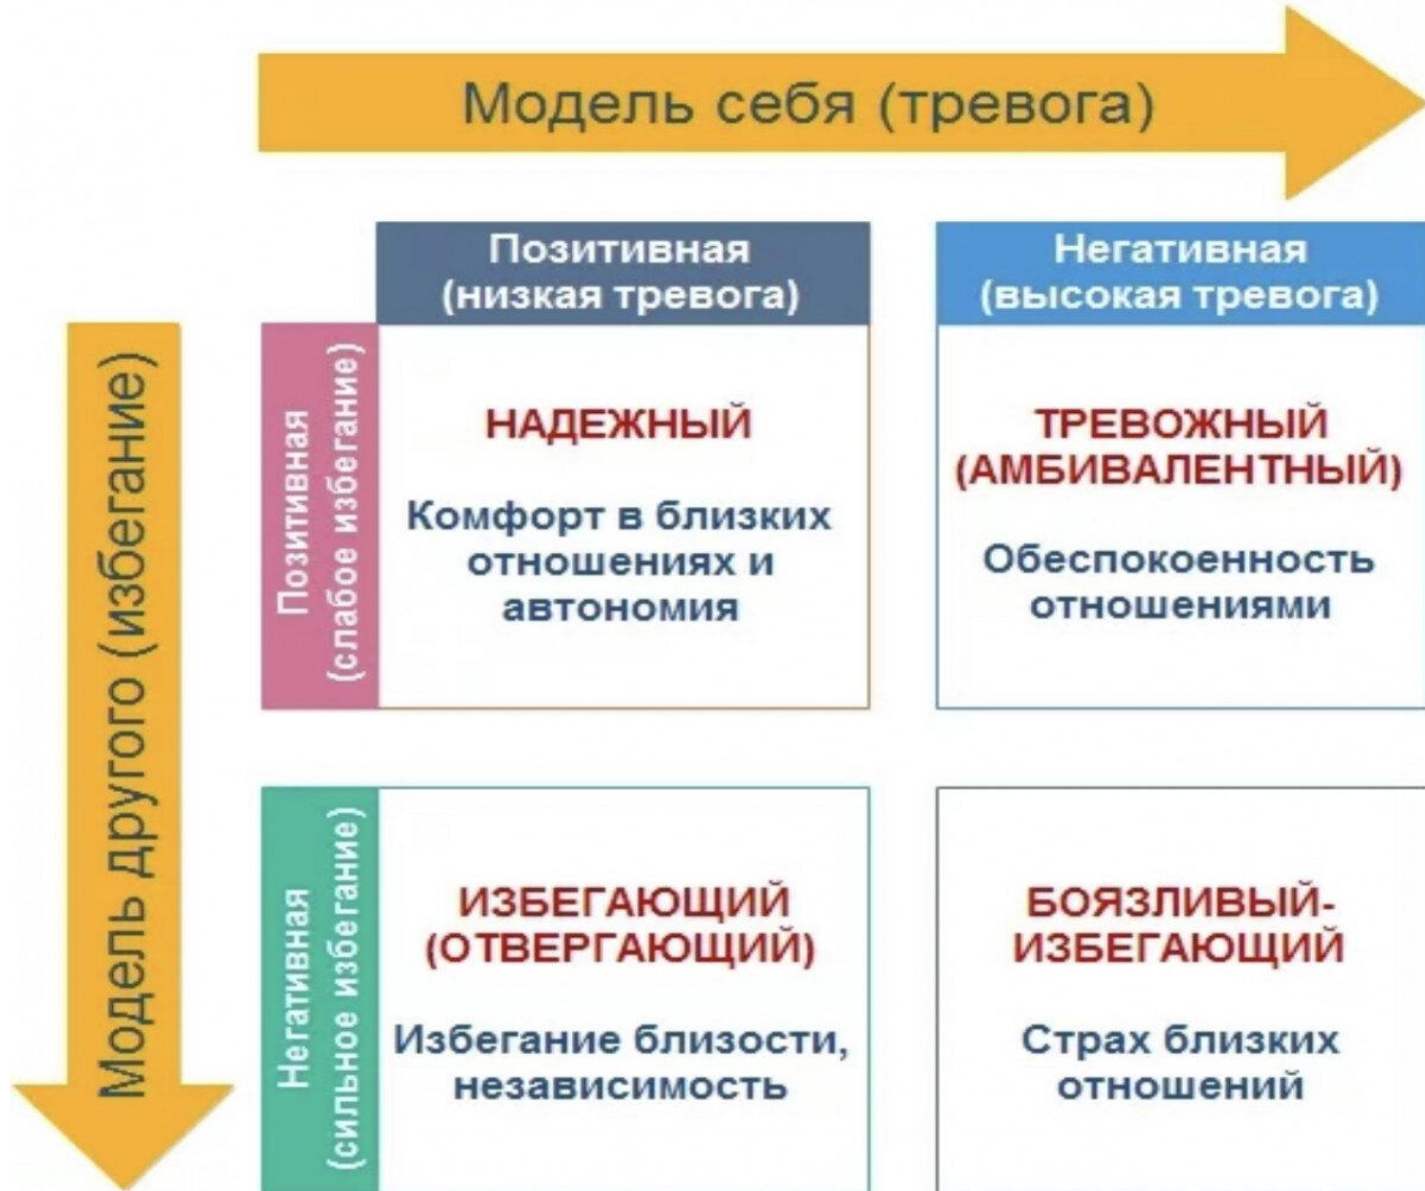 Модель себя (тревога)
Позитивная
(низкая тревога)
Негативная
(высокая тревога)
Модель другого (избегание)
Позитивная
(слабое избегание)
НАДЕЖНЫЙ
Комфорт в близких
отношениях и
автономия
ТРЕВОЖНЫЙ
(АМБИВАЛЕНТНЫЙ)
Обеспокоенность
отношениями
Негативная
(сильное избегание)
ИЗБЕГАЮЩИЙ
(ОТВЕРГАЮЩИЙ)
Избегание близости,
независимость
БОЯЗЛИВЫЙ-
ИЗБЕГАЮЩИЙ
Страх близких
отношений